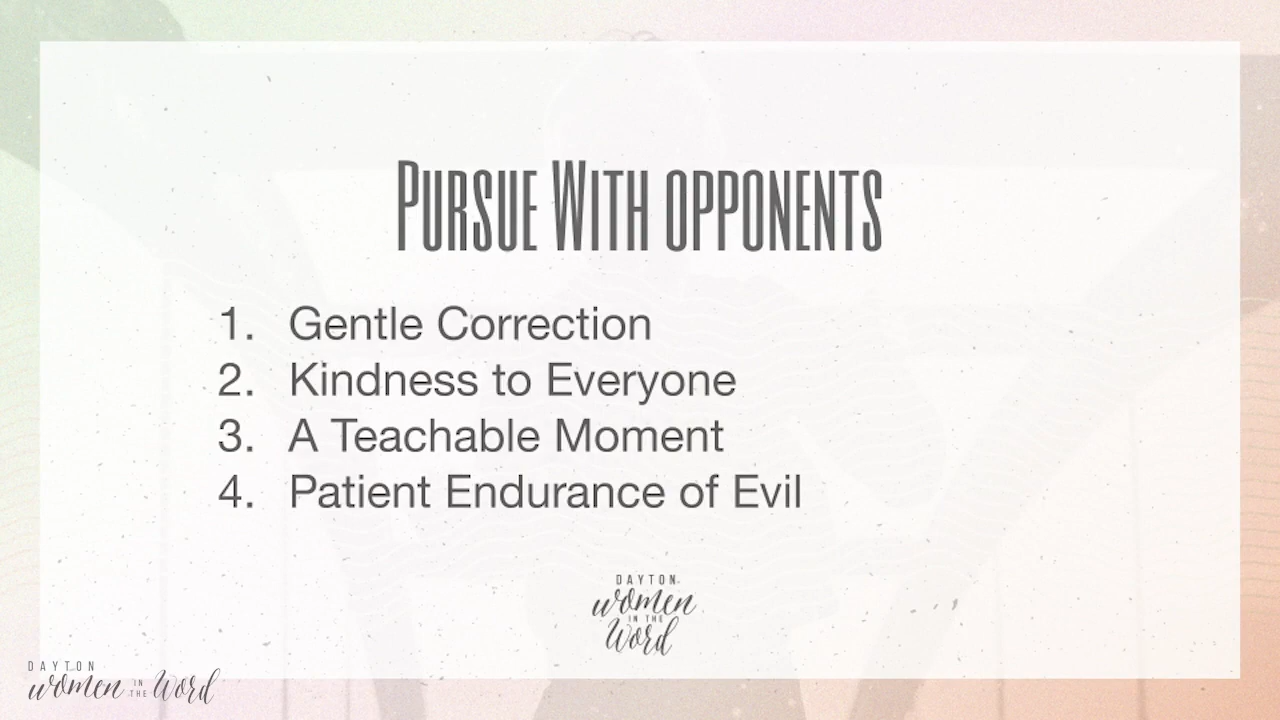 Pursue With opponents
1. Gentle Correction
2. Kindness to Everyone
3. A Teachable Moment
4. Patient Endurance of Evil
DAYTON
women
IN THE
Word
DAYTON
women IN THE Word